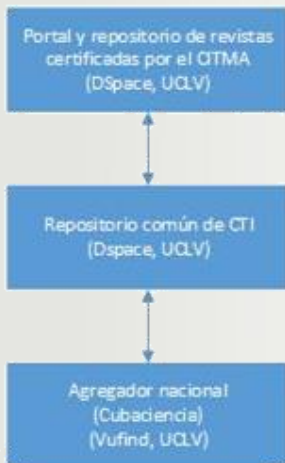 Portal y repositorio de revistas
certificadas por el CITMA
(DSpace, UCLV)
Repositorio común de CTI
(Dspace, UCLV)
Agregador nacional
(Cubaciencia)
(Vufind, UCLV)